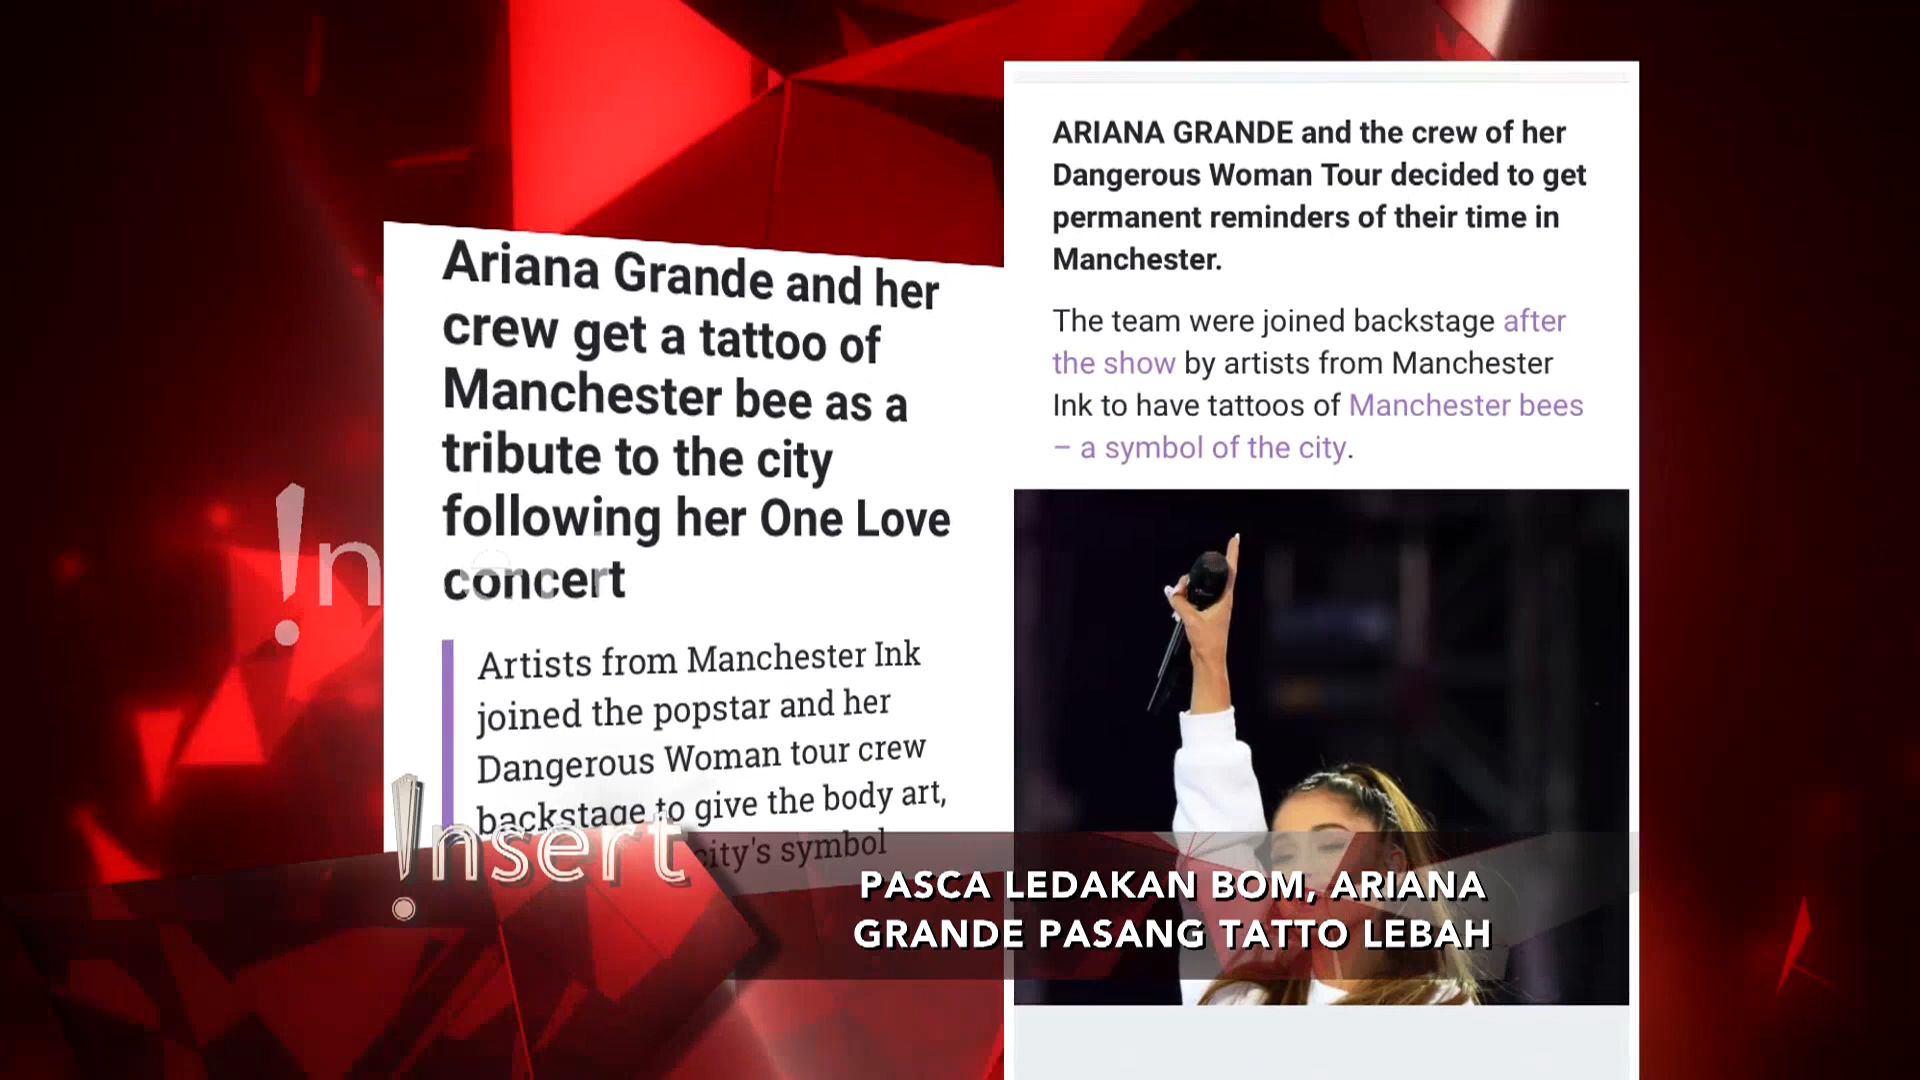 Ariana Grande and her
crew get a tattoo of
Manchester bee as a
tribute to the city
following her One Love
concert
Artists from Manchester Ink
joined the popstar and her
Dangerous Woman tour crew
backstage to give the body art,
city's symbol
ARIANA GRANDE and the crew of her
Dangerous Woman Tour decided to get
permanent reminders of their time in
Manchester.
The team were joined backstage after
the show by artists from Manchester
Ink to have tattoos of Manchester bees
– a symbol of the city.
!nsert
!nsert
PASCA LEDAKAN BOM, ARIANA
GRANDE PASANG TATTO LEBAH